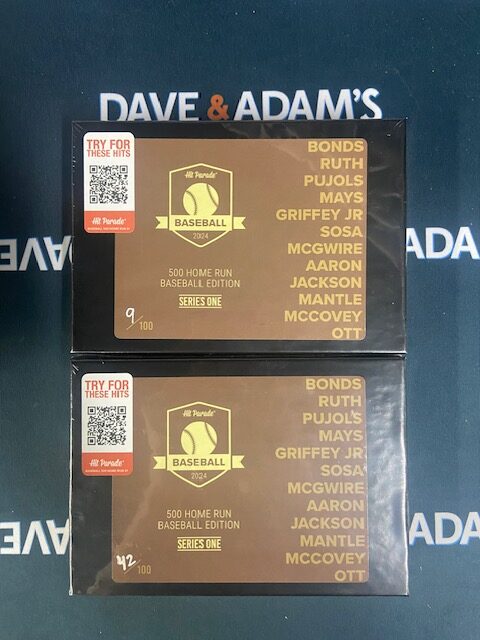 DAVE & ADAM'S
TRY FOR
THESE HITS
Hit Parade
Hit Parade
BASEBALL
2024
500 HOME RUN
BASEBALL EDITION
SERIES ONE
9/100
BONDS
RUTH
PUJOLS
MAYS
GRIFFEY JR
SOSA
MCGWIRE
AARON
JACKSON
MANTLE
MCCOVEY
OTT
DAVE
ADA
TRY FOR
THESE HITS
Hit Parade
Hit Parade
BASEBALL
2024
500 HOME RUN
BASEBALL EDITION
SERIES ONE
42/100
BONDS
RUTH
PUJOLS
MAYS
GRIFFEY JR
SOSA
MCGWIRE
AARON
JACKSON
MANTLE
MCCOVEY
OTT
DAVE
ADA